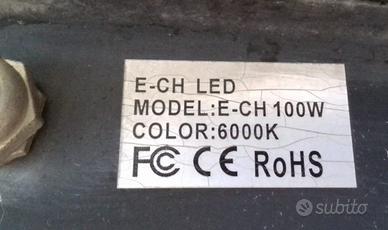 E-CH LED
MODEL:E-CH 100W
COLOR:6000K
FC CE RoHS
subito